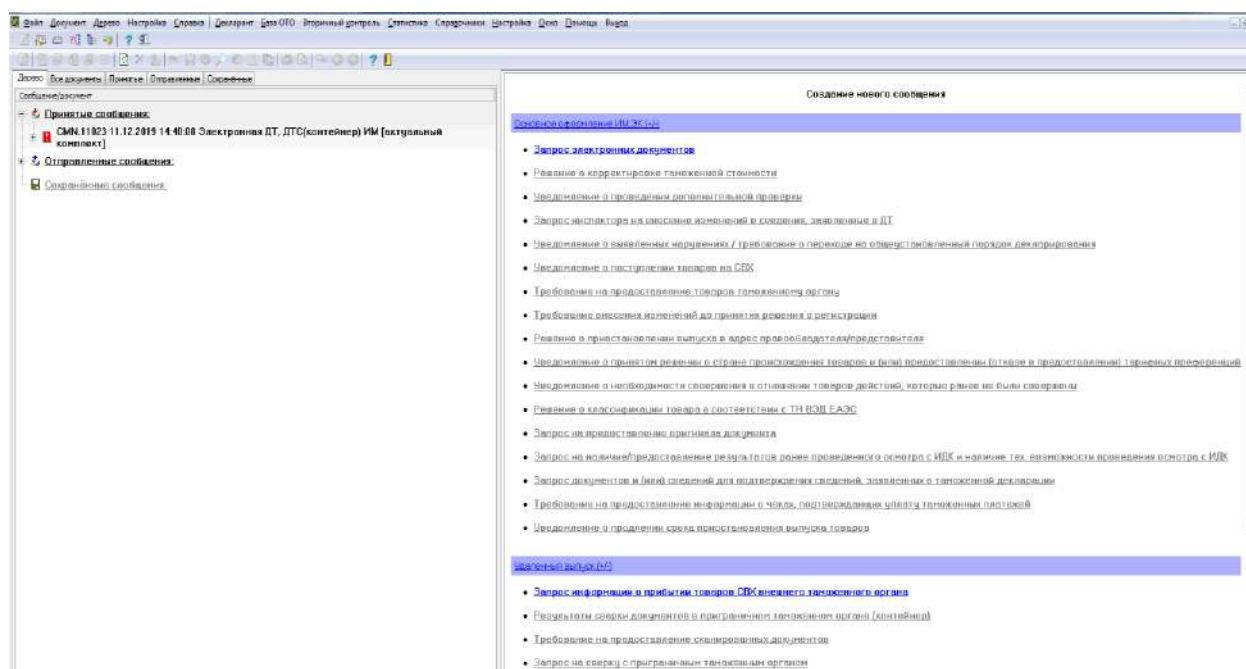 Файл Документ Дерево Настройка Справка Декларант База ОТО Вторичный контроль Статистика Справочники Настройка Окно Помощь Выход
Дерево Все документы Принятые Отправленные Сохранённые
Сообщение/документ
Принятые сообщения:
CMN.11023 11.12.2019 14:40:08 Электронная ДТ, ДТС(контейнер) ИМ [актуальный
комплект]
Отправленные сообщения:
Сохранённые сообщения:
Создание нового сообщения
Основное оформление ИМ,ЭК (+/-)
Запрос электронных документов
Решение о корректировке таможенной стоимости
Уведомление о проведении дополнительной проверки
Запрос инспектора на внесение изменений в сведения, заявленные в ДТ
Уведомление о выявленных нарушениях / требование о переходе на общеустановленный порядок декларирования
Уведомление о поступлении товаров на СВХ
Требование на предоставление товаров таможенному органу
Требование внесения изменений до принятия решения о регистрации
Решение о приостановлении выпуска в адрес правообладателя/представителя
Уведомление о принятом решении о стране происхождения товаров и (или) предоставлении (отказе в предоставлении) тарифных преференций
Уведомление о необходимости совершения в отношении товаров действий, которые ранее не были совершены
Решение о классификации товара в соответствии с ТН ВЭД ЕАЭС
Запрос на предоставление оригинала документа
Запрос на наличие/предоставление результатов ранее проведенного осмотра с ИДК и наличие тех. возможности проведения осмотра с ИДК
Запрос документов и (или) сведений для подтверждения сведений, заявленных в таможенной декларации
Требование на предоставление информации о чеках, подтверждающих уплату таможенных платежей
Уведомление о продлении срока приостановления выпуска товаров
Удаленный выпуск (+/-)
Запрос информации о прибытии товаров СВХ внешнего таможенного органа
Результаты сверки документов в приграничном таможенном органе (контейнер)
Требование на предоставление сканированных документов
Запрос на сверку с приграничным таможенным органом